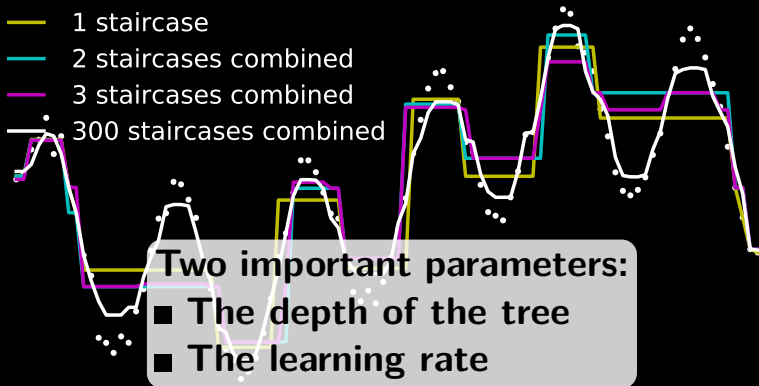 1 staircase
2 staircases combined
3 staircases combined
300 staircases combined
Two important parameters:
The depth of the tree
The learning rate